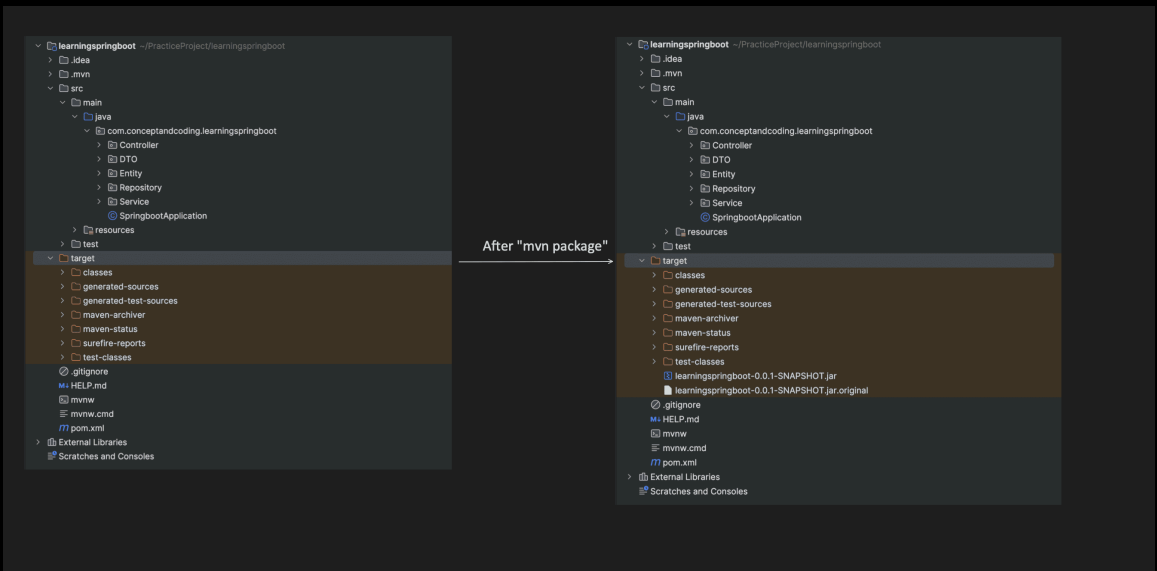 learningspringboot ~/PracticeProject/learningspringboot
.idea
.mvn
src
main
java
com.conceptandcoding.learningspringboot
Controller
DTO
Entity
Repository
Service
SpringbootApplication
resources
test
target
classes
generated-sources
generated-test-sources
maven-archiver
maven-status
surefire-reports
test-classes
.gitignore
M↓ HELP.md
mvnw
mvnw.cmd
m pom.xml
External Libraries
Scratches and Consoles
After "mvn package"
learningspringboot ~/PracticeProject/learningspringboot
.idea
.mvn
src
main
java
com.conceptandcoding.learningspringboot
Controller
DTO
Entity
Repository
Service
SpringbootApplication
resources
test
target
classes
generated-sources
generated-test-sources
maven-archiver
maven-status
surefire-reports
test-classes
learningspringboot-0.0.1-SNAPSHOT.jar
learningspringboot-0.0.1-SNAPSHOT.jar.original
.gitignore
M↓ HELP.md
mvnw
mvnw.cmd
m pom.xml
External Libraries
Scratches and Consoles